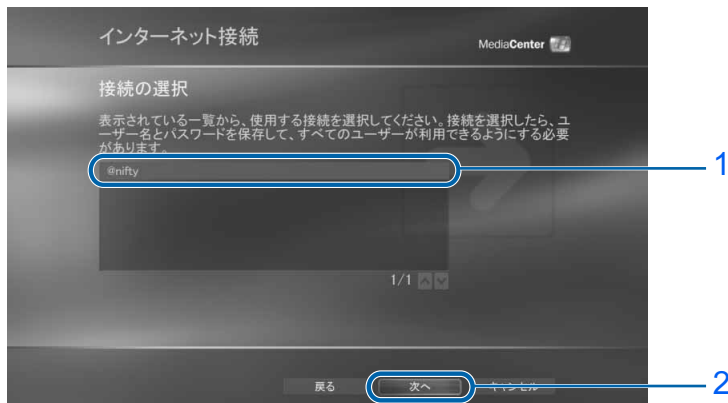 インターネット接続
MediaCenter
接続の選択
表示されている一覧から、使用する接続を選択してください。接続を選択したら、ユ
ーザー名とパスワードを保存して、すべてのユーザーが利用できるようにする必要
があります。
@nifty
1
1/1
戻る 次へ キャンセル
2